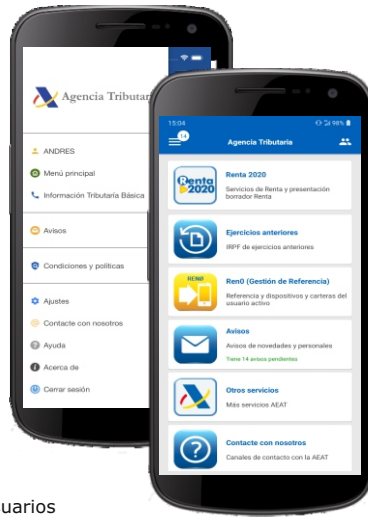 Agencia Tributar
ANDRES
Menú principal
Información Tributaria Básica
Avisos
Condiciones y políticas
Ajustes
Contacte con nosotros
Ayuda
Acerca de
Cerrar sesión
15:04
98%
14
Agencia Tributaria
Renta
2020
Renta 2020
Servicios de Renta y presentación
borrador Renta
Ejercicios anteriores
IRPF de ejercicios anteriores
REN0
Ren0 (Gestión de Referencia)
Referencia y dispositivos y carteras del
usuario activo
Avisos
Avisos de novedades y personales
Tiene 14 avisos pendientes
Otros servicios
Más servicios AEAT
Contacte con nosotros
Canales de contacto con la AEAT
suarios